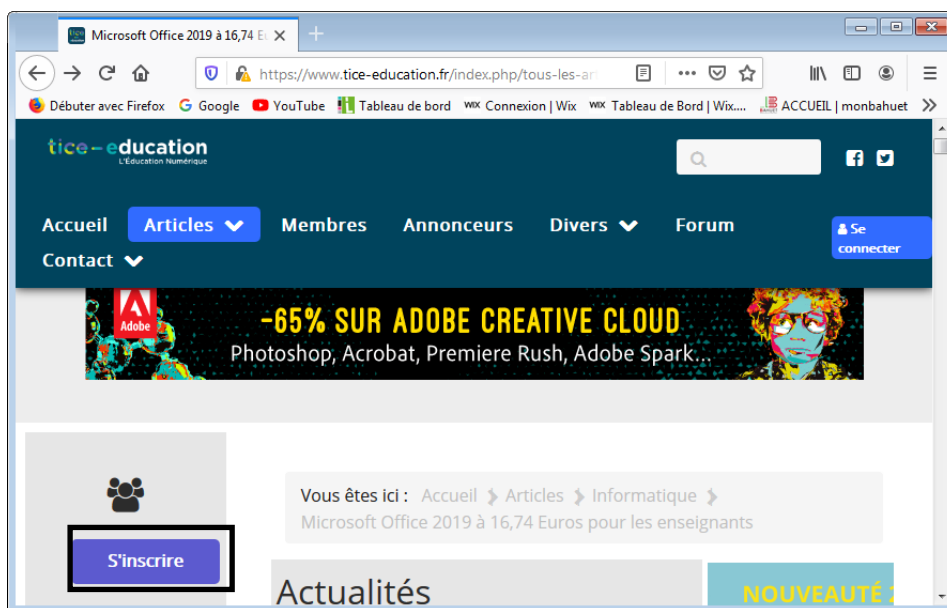 Microsoft Office 2019 à 16,74 E
https://www.tice-education.fr/index.php/tous-les-ar
Débuter avec Firefox Google YouTube Tableau de bord WIX Connexion | Wix WIX Tableau de Bord | Wix.... ACCUEIL | monbahuet
tice-education
L'Éducation Numérique
Accueil Articles Membres Annonceurs Divers Forum
Se connecter
Contact
Adobe
-65% SUR ADOBE CREATIVE CLOUD
Photoshop, Acrobat, Premiere Rush, Adobe Spark...
Vous êtes ici : Accueil Articles Informatique
Microsoft Office 2019 à 16,74 Euros pour les enseignants
S'inscrire
Actualités
NOUVEAUTÉ 2